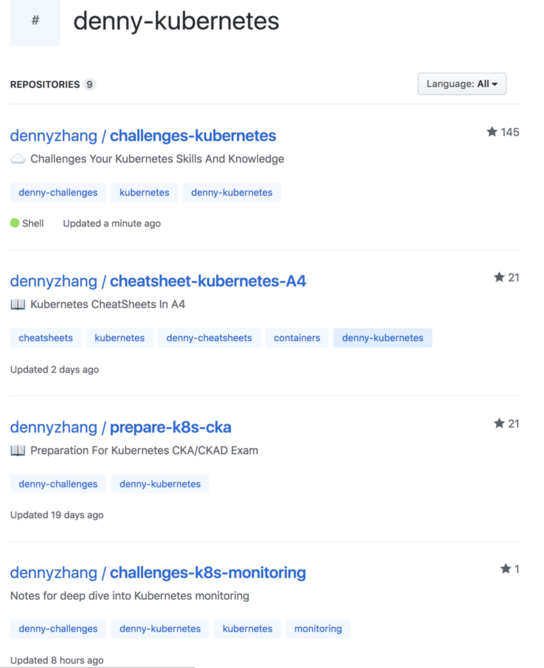 # denny-kubernetes
REPOSITORIES 9 Language: All
dennyzhang / challenges-kubernetes 145
Challenges Your Kubernetes Skills And Knowledge
denny-challenges kubernetes denny-kubernetes
Shell Updated a minute ago
dennyzhang / cheatsheet-kubernetes-A4 21
Kubernetes CheatSheets In A4
cheatsheets kubernetes denny-cheatsheets containers denny-kubernetes
Updated 2 days ago
dennyzhang / prepare-k8s-cka 21
Preparation For Kubernetes CKA/CKAD Exam
denny-challenges denny-kubernetes
Updated 19 days ago
dennyzhang / challenges-k8s-monitoring 1
Notes for deep dive into Kubernetes monitoring
denny-challenges denny-kubernetes kubernetes monitoring
Updated 8 hours ago